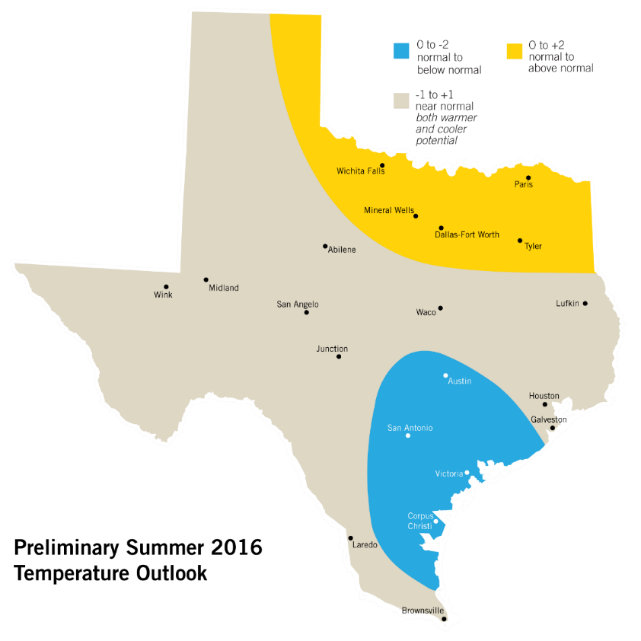 0 to -2
normal to
below normal
0 to +2
normal to
above normal
-1 to +1
near normal
both warmer
and cooler
potential
Wichita Falls
Paris
Mineral Wells
Dallas-Fort Worth
Tyler
Abilene
Midland
Wink
San Angelo
Waco
Lufkin
Junction
Austin
Houston
Galveston
San Antonio
Victoria
Corpus
Christi
Laredo
Brownsville
Preliminary Summer 2016
Temperature Outlook